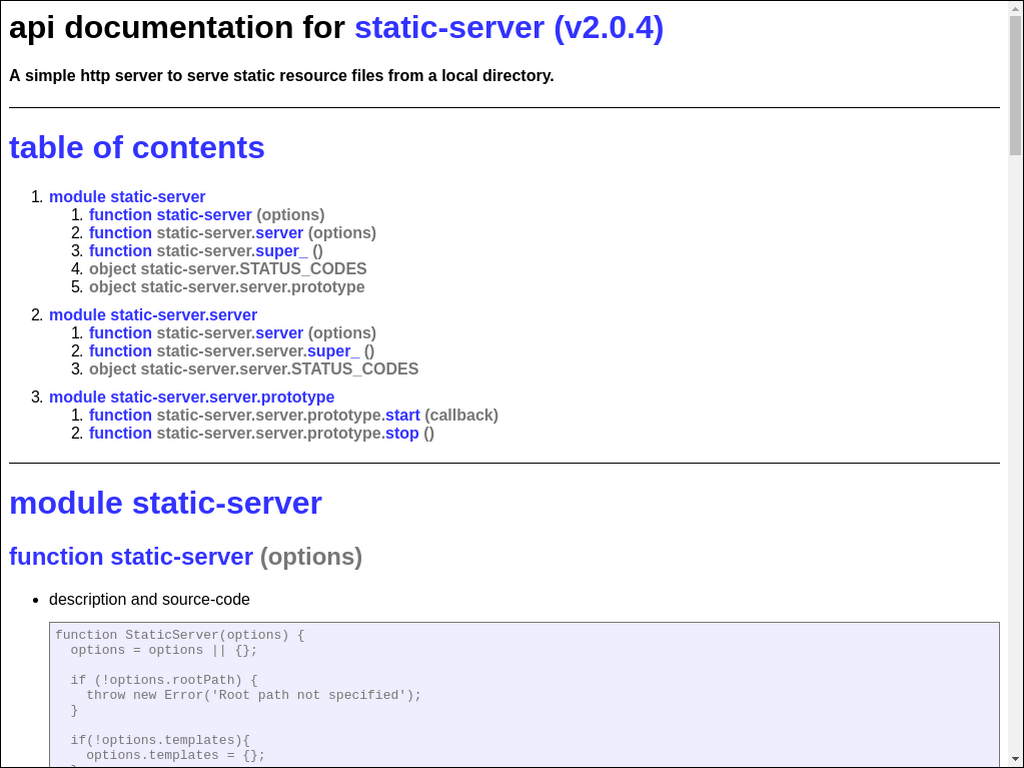 api documentation for static-server (v2.0.4)
A simple http server to serve static resource files from a local directory.
table of contents
1. module static-server
1. function static-server (options)
2. function static-server.server (options)
3. function static-server.super_ ()
4. object static-server.STATUS_CODES
5. object static-server.server.prototype
2. module static-server.server
1. function static-server.server (options)
2. function static-server.server.super_ ()
3. object static-server.server.STATUS_CODES
3. module static-server.server.prototype
1. function static-server.server.prototype.start (callback)
2. function static-server.server.prototype.stop ()
module static-server
function static-server (options)
• description and source-code
function StaticServer(options) {
  options = options || {};
  if (!options.rootPath) {
    throw new Error('Root path not specified');
  }
  if(!options.templates){
    options.templates = {};